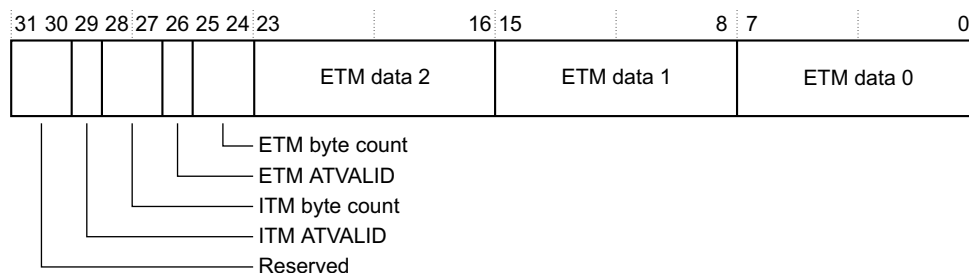 31 30 29 28 27 26 25 24 23 16 15 8 7 0
ETM data 2 ETM data 1 ETM data 0
ETM byte count
ETM ATVALID
ITM byte count
ITM ATVALID
Reserved